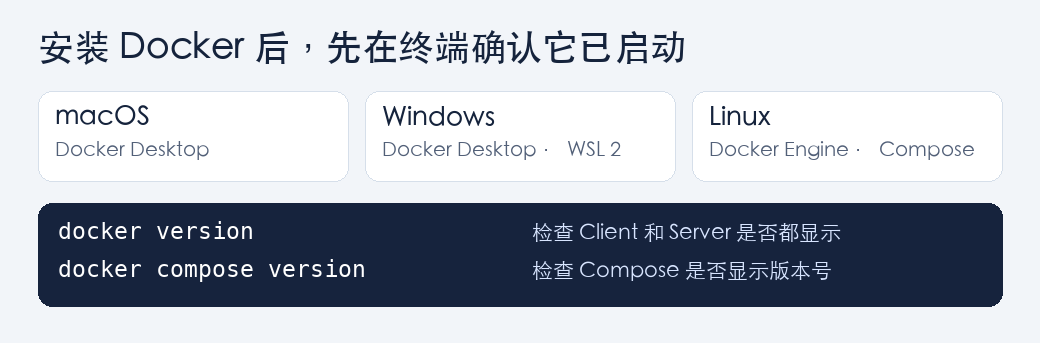 安装 Docker 后，先在终端确认它已启动
macOS
Docker Desktop
Windows
Docker Desktop · WSL 2
Linux
Docker Engine · Compose
docker version 检查 Client 和 Server 是否都显示
docker compose version 检查 Compose 是否显示版本号